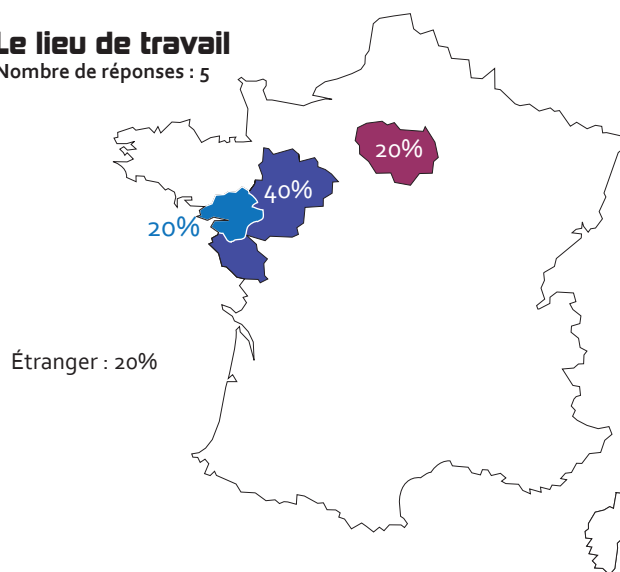 Le lieu de travail
Nombre de réponses : 5
20%
40%
20%
Étranger : 20%